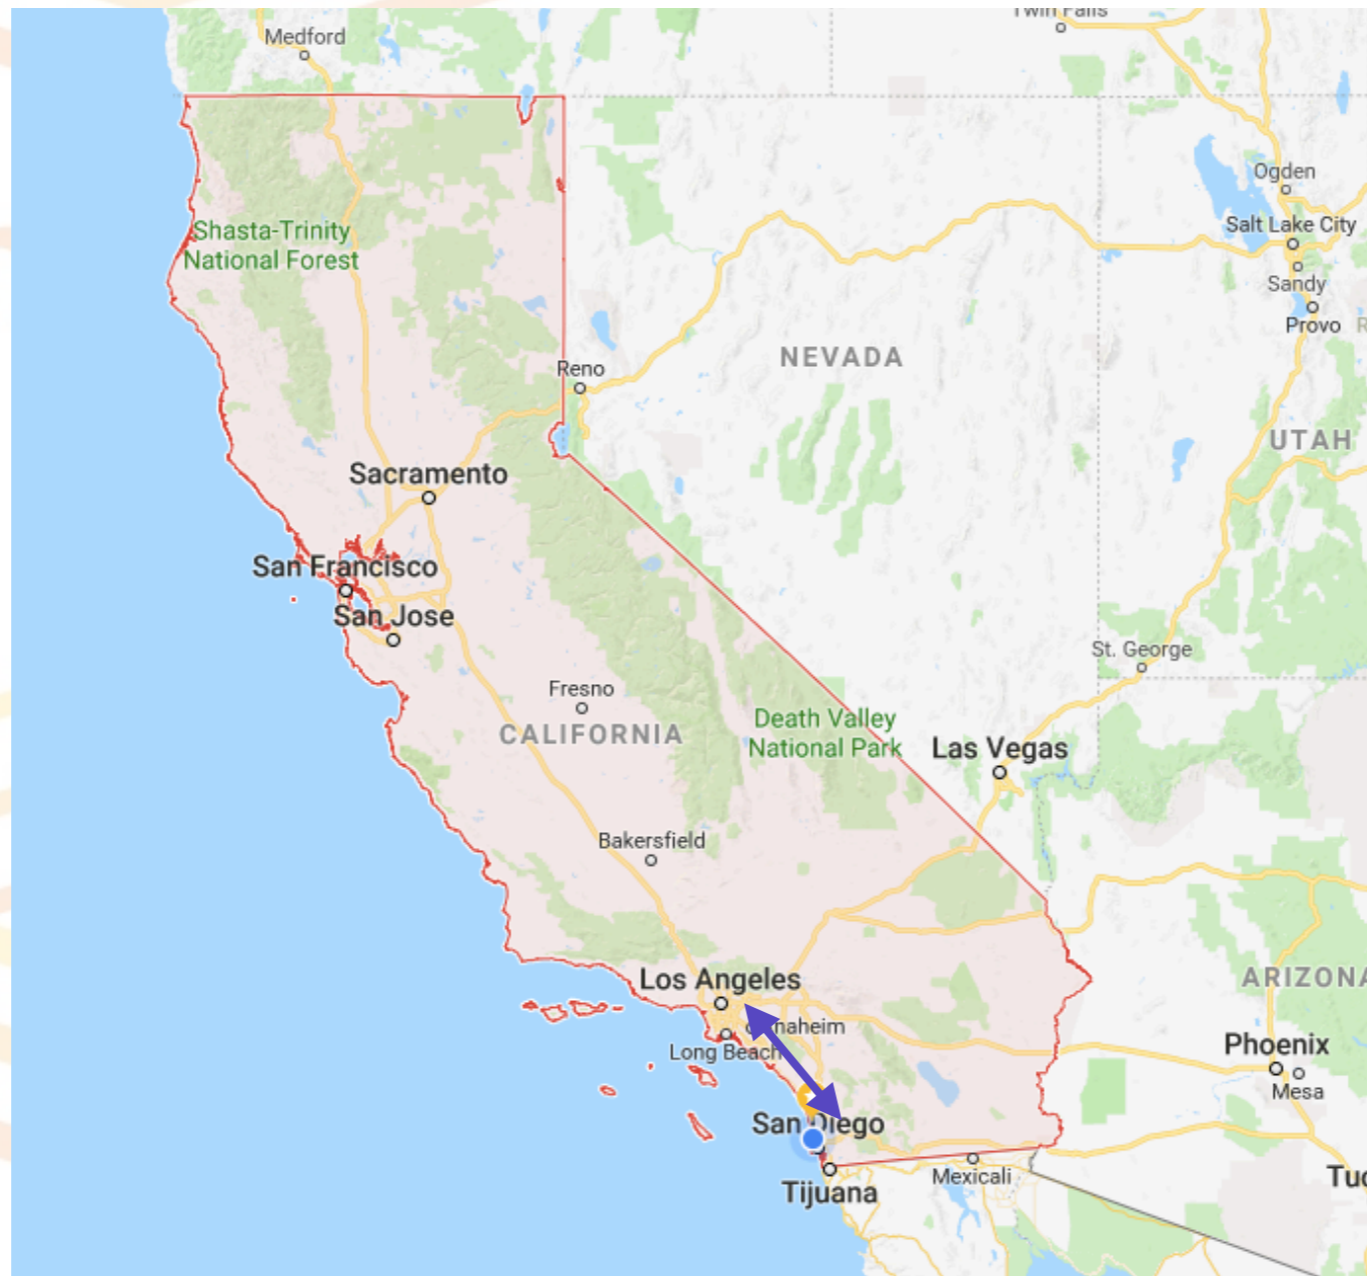 Twin Falls
Medford
Ogden
Salt Lake City
Shasta-Trinity
National Forest
Sandy
Provo
NEVADA
Reno
UTAH
Sacramento
San Francisco
San Jose
St. George
Fresno
Death Valley
National Park
CALIFORNIA
Las Vegas
Bakersfield
Los Angeles
ARIZONA
naheim
Long Beach
Phoenix
Mesa
San Diego
Mexicali
Tijuana